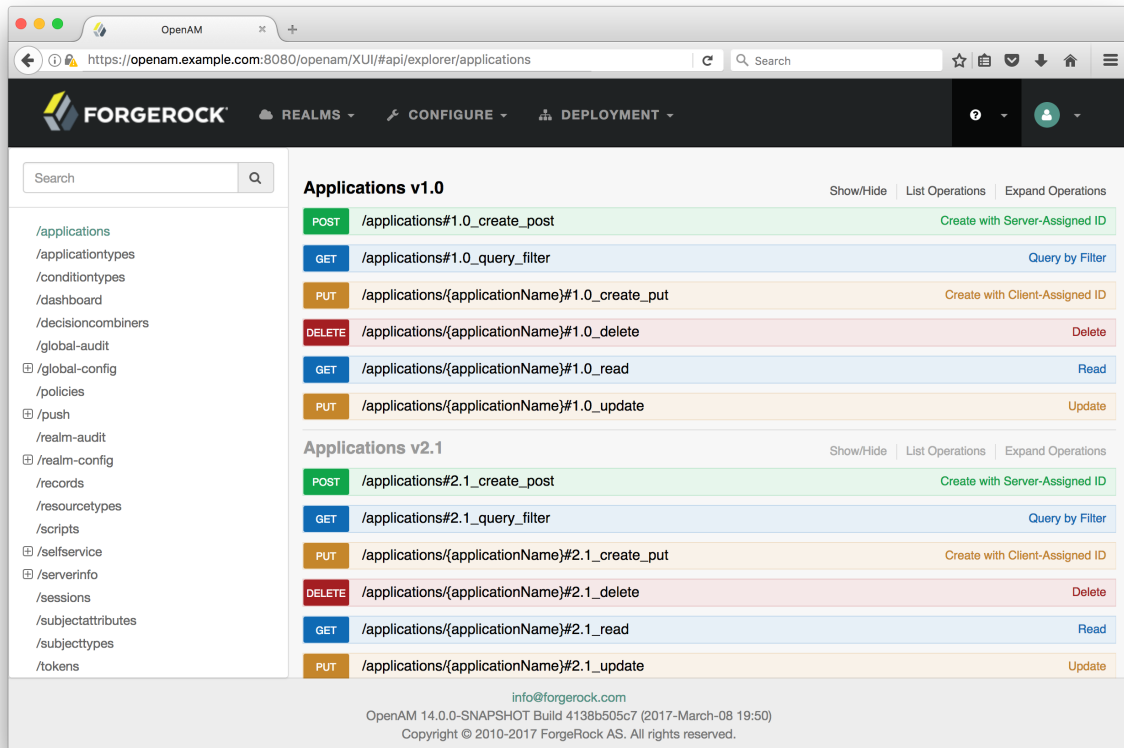 OpenAM
https://openam.example.com:8080/openam/XUI/#api/explorer/applications
Search
FORGEROCK
REALMS
CONFIGURE
DEPLOYMENT
Search
/applications
/applicationtypes
/conditiontypes
/dashboard
/decisioncombiners
/global-audit
/global-config
/policies
/push
/realm-audit
/realm-config
/records
/resourcetypes
/scripts
/selfservice
/serverinfo
/sessions
/subjectattributes
/subjecttypes
/tokens
Applications v1.0 Show/Hide List Operations Expand Operations
POST /applications#1.0_create_post Create with Server-Assigned ID
GET /applications#1.0_query_filter Query by Filter
PUT /applications/{applicationName}#1.0_create_put Create with Client-Assigned ID
DELETE /applications/{applicationName}#1.0_delete Delete
GET /applications/{applicationName}#1.0_read Read
PUT /applications/{applicationName}#1.0_update Update
Applications v2.1 Show/Hide List Operations Expand Operations
POST /applications#2.1_create_post Create with Server-Assigned ID
GET /applications#2.1_query_filter Query by Filter
PUT /applications/{applicationName}#2.1_create_put Create with Client-Assigned ID
DELETE /applications/{applicationName}#2.1_delete Delete
GET /applications/{applicationName}#2.1_read Read
PUT /applications/{applicationName}#2.1_update Update
info@forgerock.com
OpenAM 14.0.0-SNAPSHOT Build 4138b505c7 (2017-March-08 19:50)
Copyright © 2010-2017 ForgeRock AS. All rights reserved.